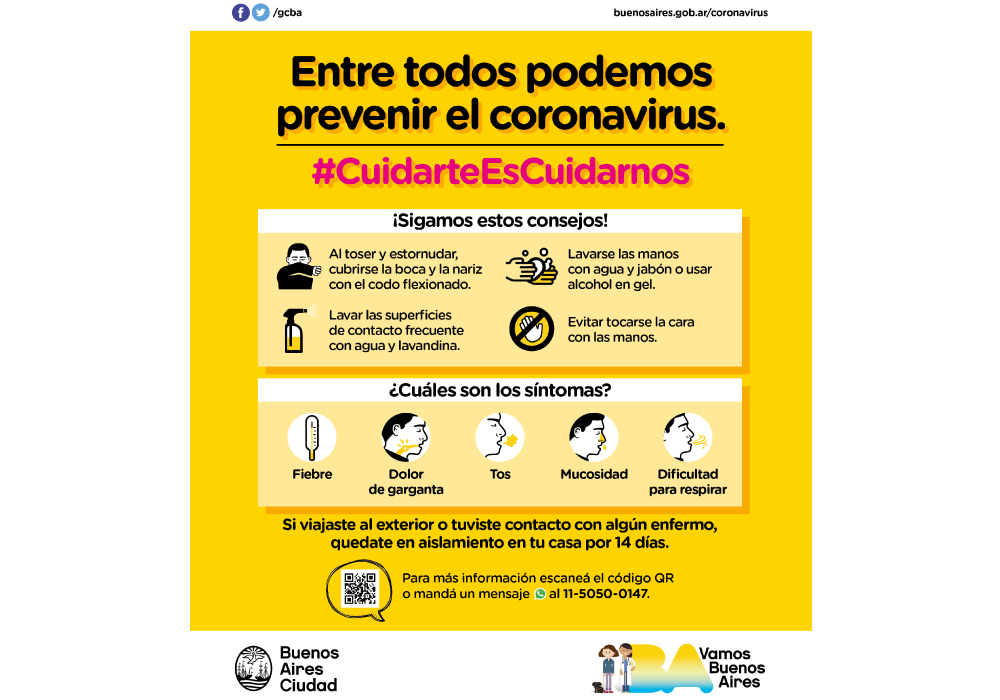 /gcba
buenosaires.gob.ar/coronavirus
Entre todos podemos
prevenir el coronavirus.
#CuidarteEsCuidarnos
¡Sigamos estos consejos!
Al toser y estornudar,
cubrirse la boca y la nariz
con el codo flexionado.
Lavarse las manos
con agua y jabón o usar
alcohol en gel.
Lavar las superficies
de contacto frecuente
con agua y lavandina.
Evitar tocarse la cara
con las manos.
¿Cuáles son los síntomas?
Fiebre
Dolor
de garganta
Tos
Mucosidad
Dificultad
para respirar
Si viajaste al exterior o tuviste contacto con algún enfermo,
quedate en aislamiento en tu casa por 14 días.
Para más información escaneá el código QR
o mandá un mensaje al 11-5050-0147.
Buenos
Aires
Ciudad
BA
Vamos
Buenos
Aires